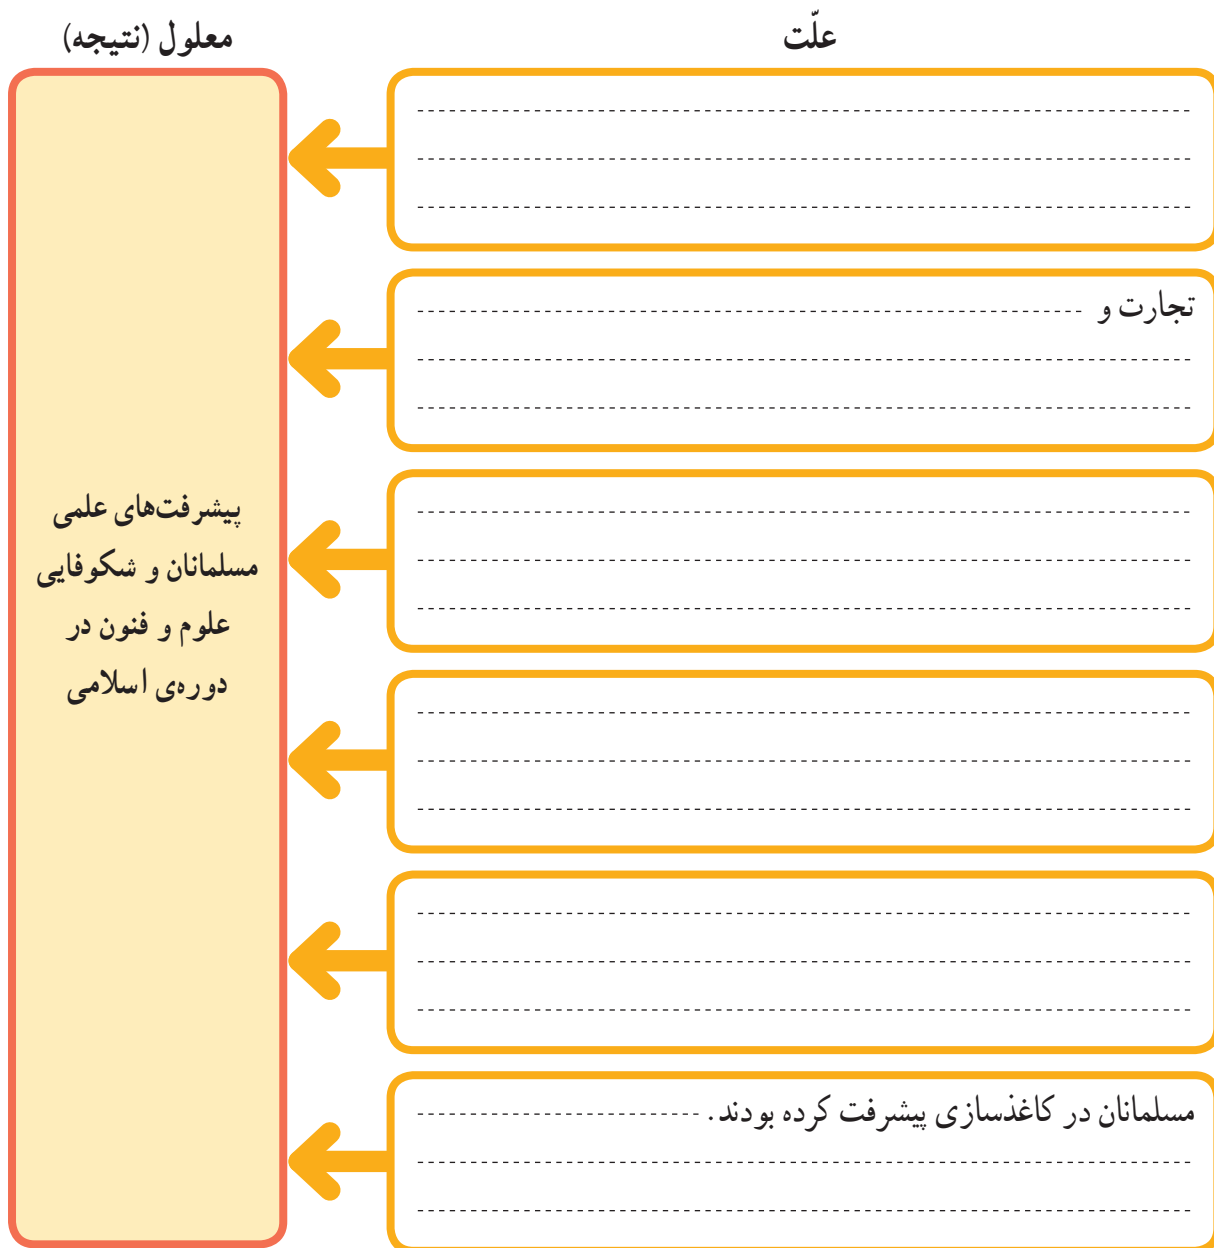 علّت
معلول (نتیجه)
تجارت و
مسلمانان در کاغذسازی پیشرفت کرده بودند.
پیشرفت‌های علمی
مسلمانان و شکوفایی
علوم و فنون در
دوره‌ی اسلامی